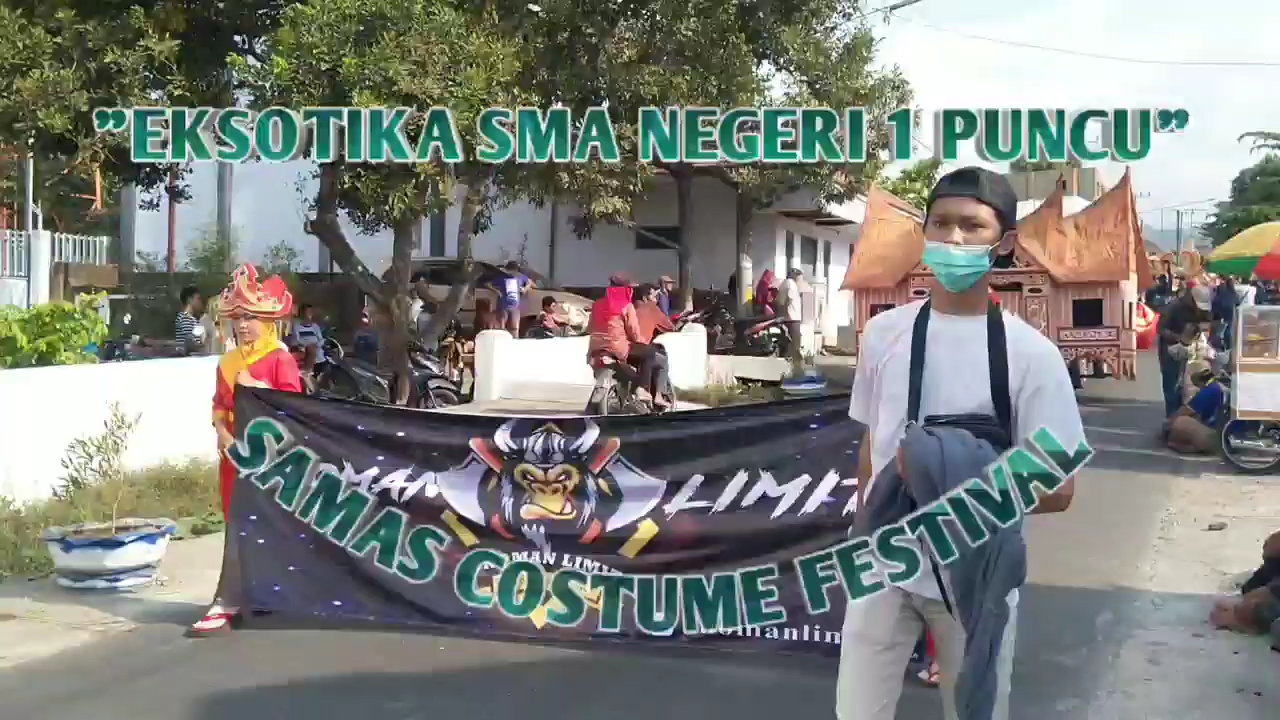 "EKSOTIKA SMA NEGERI 1 PUNCU"
SAMAS COSTUME FESTIVAL
LIMIT